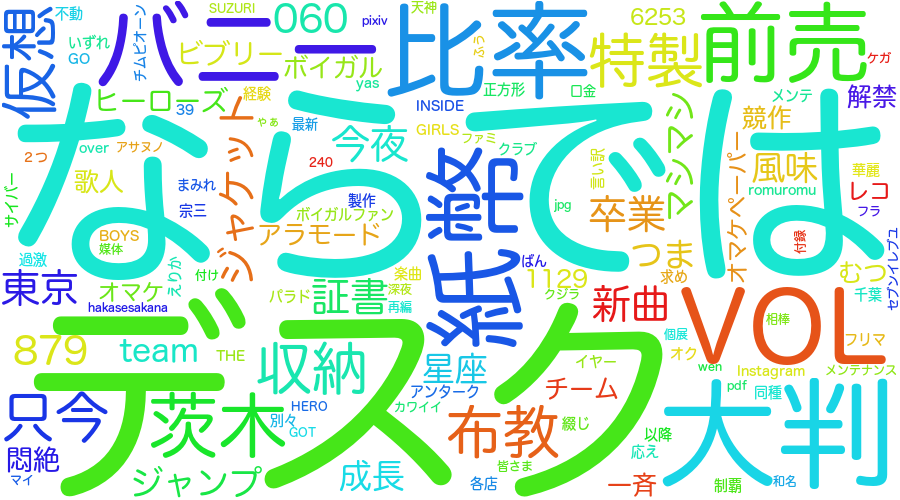 不動
SUZURI
060
pixiv
天神
6253
比率
前売
仮想
バニー
いずれ
GO
チムピオーン
ビブリー
ボイガル
yas
ふぅ
特製
ケガ
ヒーローズ
39
経験
ゃぁ
INSIDE
正方形
口金
メンテ
解禁
ならでは
over
アサヌノ
ジャケット
最新
今夜
GIRLS
ファミ
クラブ
マシマシ
競作
2つ
240
言い訳
オマケペーパー
風味
華麗
歌人
まみれ
紙齢
romuromu
レコ
サイバー
宗三
製作
jpg
卒業
フラ
ボイガルファン
BOYS
媒体
アラモード
つま
付録
セブンイレブユ
過激
えりか
付け
楽曲
ぱん
1129
求め
むつ
東京
オマケ
パラド
証書
深夜
クジラ
千葉
hakasesakana
再編
新曲
VOL
相棒
デスク
879
team
THE
個展
フリマ
収納
星座
イヤー
オク
wen
Instagram
メンテナンス
チーム
pdf
同種
只今
茨木
HERO
アンターク
カワイイ
布教
綴じ
大判
別々
GOT
以降
悶絶
応え
マイ
ジャンプ
成長
皆さま
各店
一斉
制覇
和名